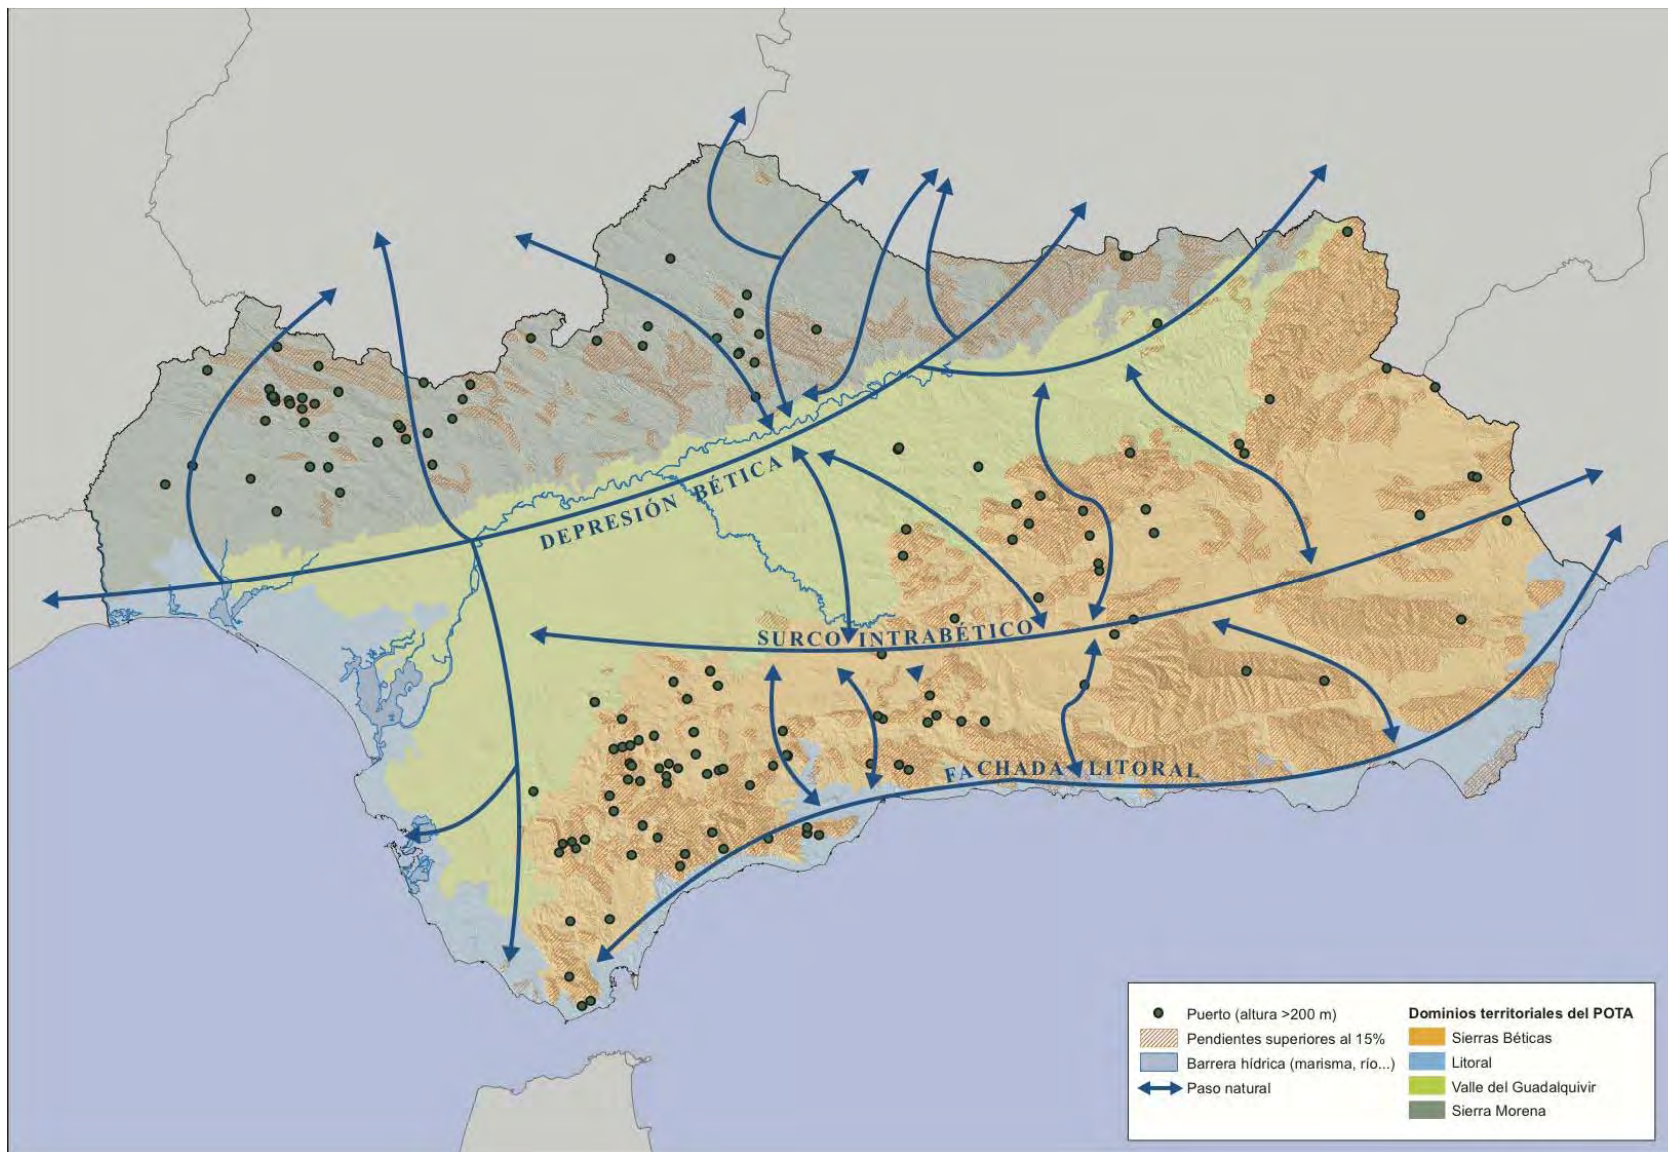 DEPRESIÓN BÉTICA
SURCO INTRABÉTICO
FACHADA LITORAL
Puerto (altura >200 m)
Pendientes superiores al 15%
Barrera hídrica (marisma, río...)
Paso natural
Dominios territoriales del POTA
Sierras Béticas
Litoral
Valle del Guadalquivir
Sierra Morena